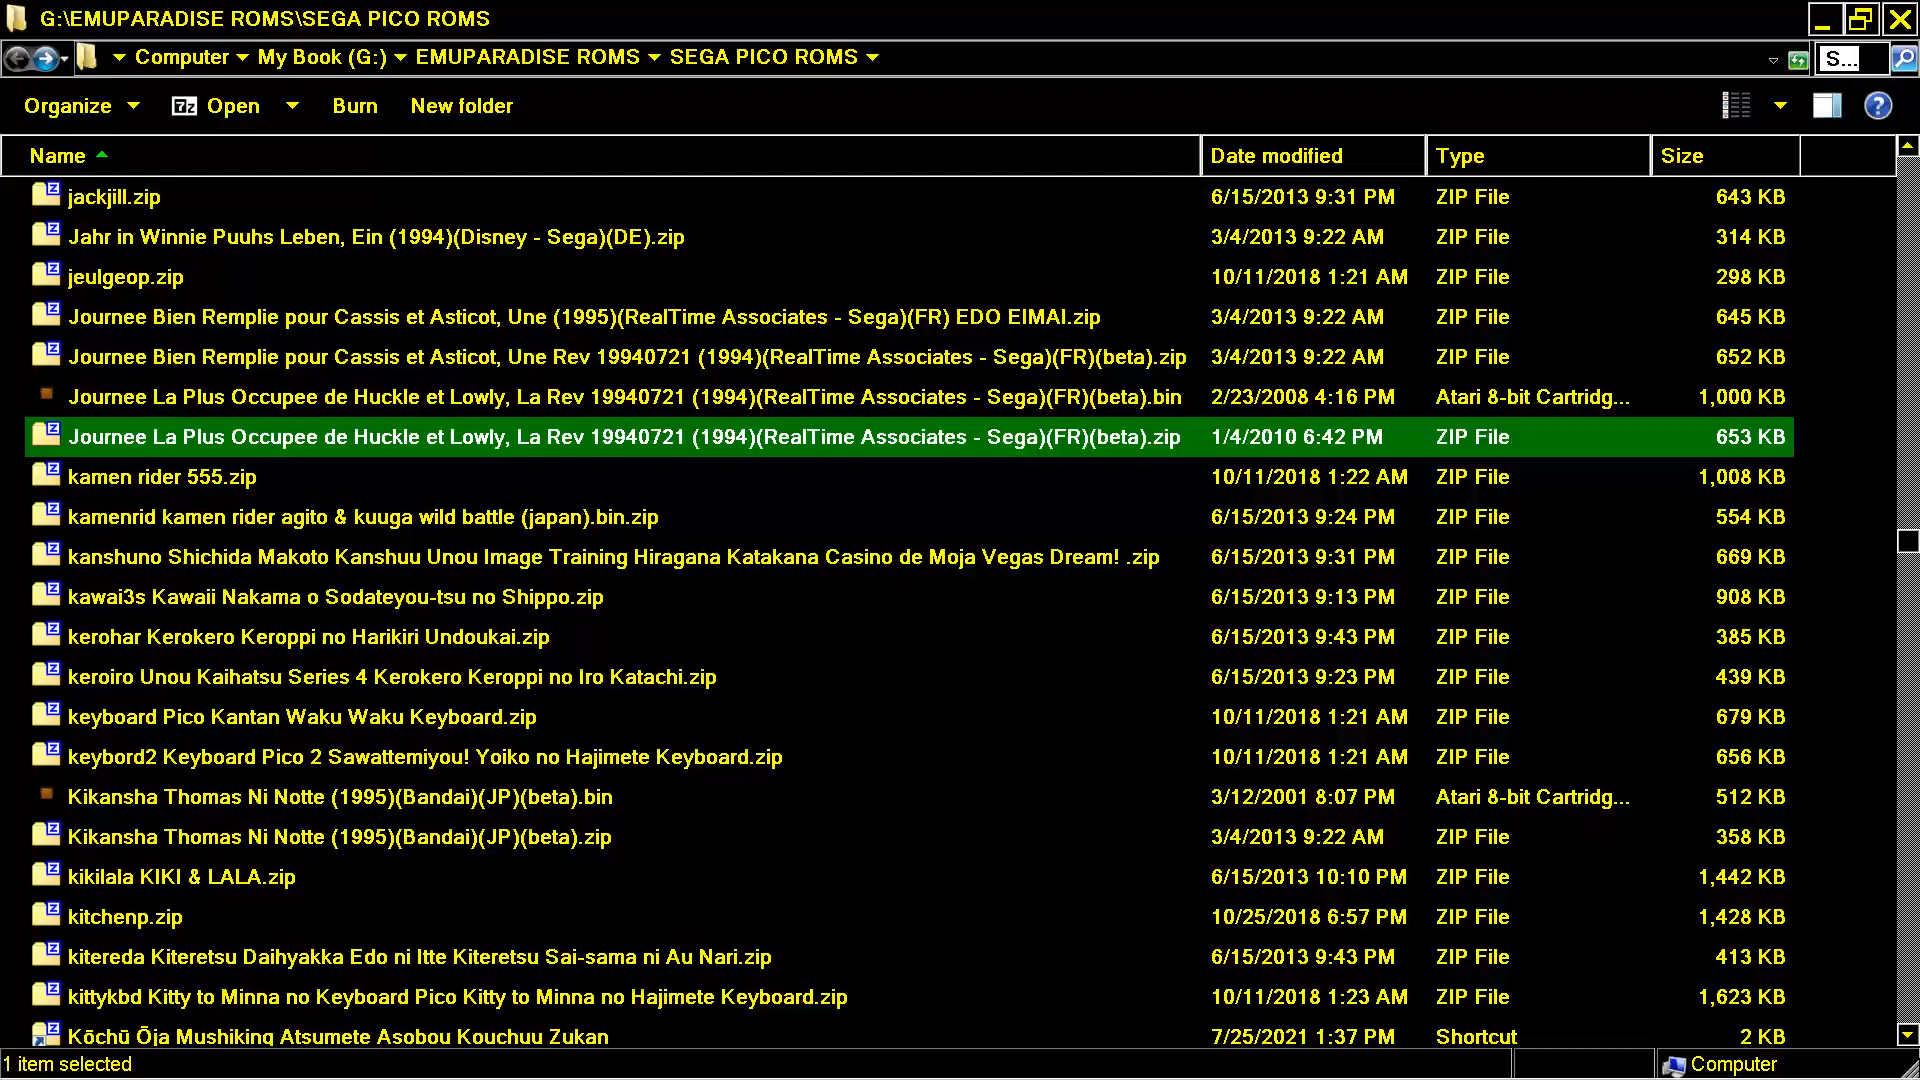 G:\EMUPARADISE ROMS\SEGA PICO ROMS
Computer My Book (G:) EMUPARADISE ROMS SEGA PICO ROMS S...
Organize 7z Open Burn New folder
Name Date modified Type Size
jackjill.zip 6/15/2013 9:31 PM ZIP File 643 KB
Jahr in Winnie Puuhs Leben, Ein (1994)(Disney - Sega)(DE).zip 3/4/2013 9:22 AM ZIP File 314 KB
jeulgeop.zip 10/11/2018 1:21 AM ZIP File 298 KB
Journee Bien Remplie pour Cassis et Asticot, Une (1995)(RealTime Associates - Sega)(FR) EDO EIMAI.zip 3/4/2013 9:22 AM ZIP File 645 KB
Journee Bien Remplie pour Cassis et Asticot, Une Rev 19940721 (1994)(RealTime Associates - Sega)(FR)(beta).zip 3/4/2013 9:22 AM ZIP File 652 KB
Journee La Plus Occupee de Huckle et Lowly, La Rev 19940721 (1994)(RealTime Associates - Sega)(FR)(beta).bin 2/23/2008 4:16 PM Atari 8-bit Cartridg... 1,000 KB
Journee La Plus Occupee de Huckle et Lowly, La Rev 19940721 (1994)(RealTime Associates - Sega)(FR)(beta).zip 1/4/2010 6:42 PM ZIP File 653 KB
kamen rider 555.zip 10/11/2018 1:22 AM ZIP File 1,008 KB
kamenrid kamen rider agito & kuuga wild battle (japan).bin.zip 6/15/2013 9:24 PM ZIP File 554 KB
kanshuno Shichida Makoto Kanshuu Unou Image Training Hiragana Katakana Casino de Moja Vegas Dream! .zip 6/15/2013 9:31 PM ZIP File 669 KB
kawai3s Kawaii Nakama o Sodateyou-tsu no Shippo.zip 6/15/2013 9:13 PM ZIP File 908 KB
kerohar Kerokero Keroppi no Harikiri Undoukai.zip 6/15/2013 9:43 PM ZIP File 385 KB
keroiro Unou Kaihatsu Series 4 Kerokero Keroppi no Iro Katachi.zip 6/15/2013 9:23 PM ZIP File 439 KB
keyboard Pico Kantan Waku Waku Keyboard.zip 10/11/2018 1:21 AM ZIP File 679 KB
keybord2 Keyboard Pico 2 Sawattemiyou! Yoiko no Hajimete Keyboard.zip 10/11/2018 1:21 AM ZIP File 656 KB
Kikansha Thomas Ni Notte (1995)(Bandai)(JP)(beta).bin 3/12/2001 8:07 PM Atari 8-bit Cartridg... 512 KB
Kikansha Thomas Ni Notte (1995)(Bandai)(JP)(beta).zip 3/4/2013 9:22 AM ZIP File 358 KB
kikilala KIKI & LALA.zip 6/15/2013 10:10 PM ZIP File 1,442 KB
kitchenp.zip 10/25/2018 6:57 PM ZIP File 1,428 KB
kitereda Kiteretsu Daihyakka Edo ni Itte Kiteretsu Sai-sama ni Au Nari.zip 6/15/2013 9:43 PM ZIP File 413 KB
kittykbd Kitty to Minna no Keyboard Pico Kitty to Minna no Hajimete Keyboard.zip 10/11/2018 1:23 AM ZIP File 1,623 KB
Kōchū Ōja Mushiking Atsumete Asobou Kouchuu Zukan 7/25/2021 1:37 PM Shortcut 2 KB
1 item selected Computer